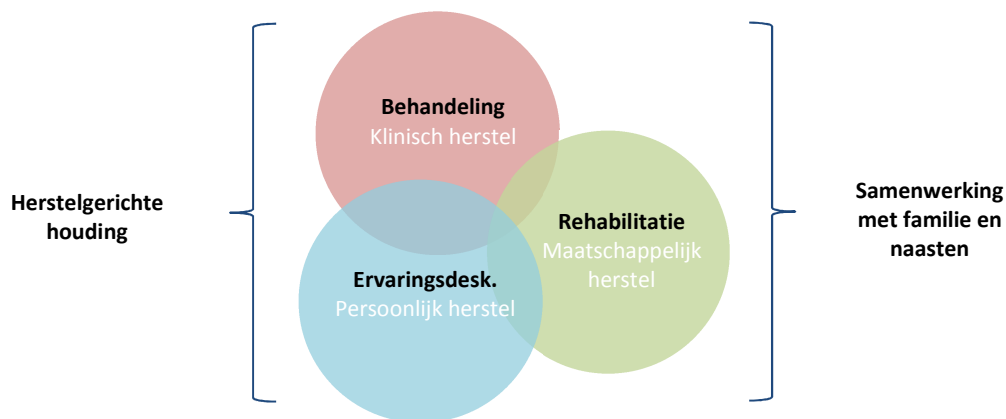 Herstelgerichte
houding
Behandeling
Klinisch herstel
Rehabilitatie
Maatschappelijk
herstel
Ervaringsdesk.
Persoonlijk herstel
Samenwerking
met familie en
naasten